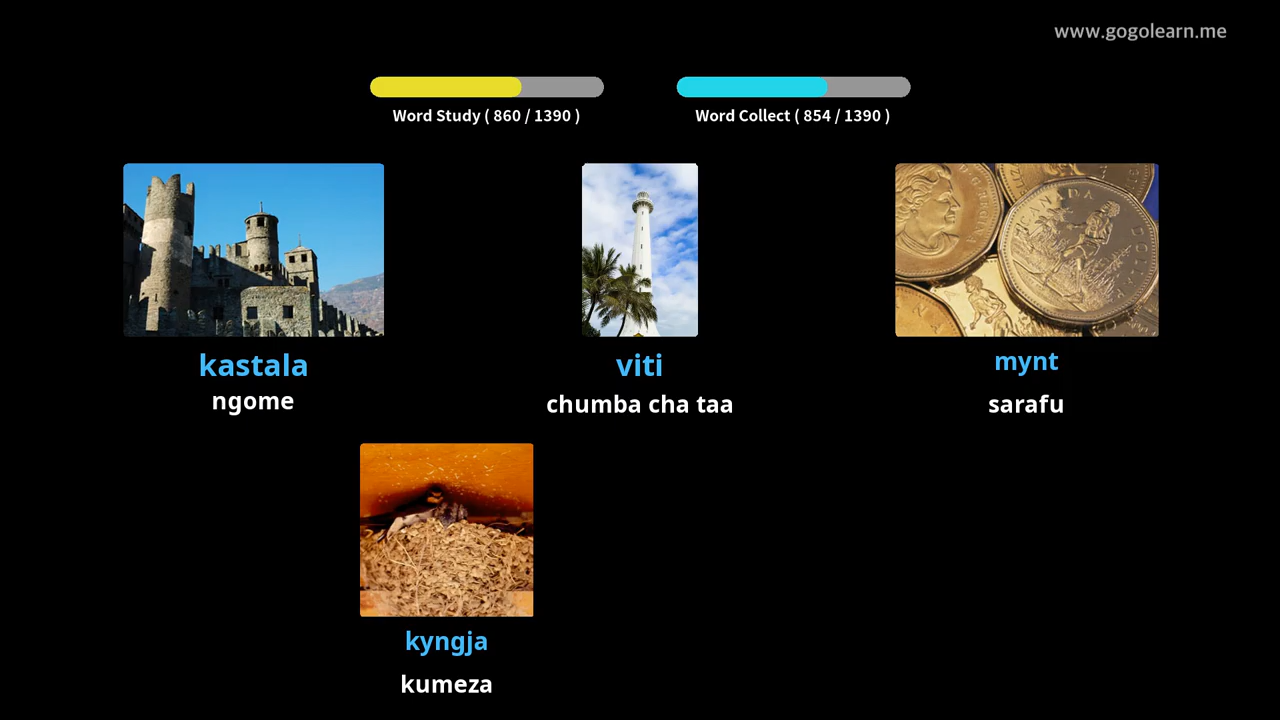 www.gogolearn.me
Word Study ( 860 / 1390 )
Word Collect ( 854 / 1390 )
kastala
viti
mynt
ngome
chumba cha taa
sarafu
kyngja
kumeza